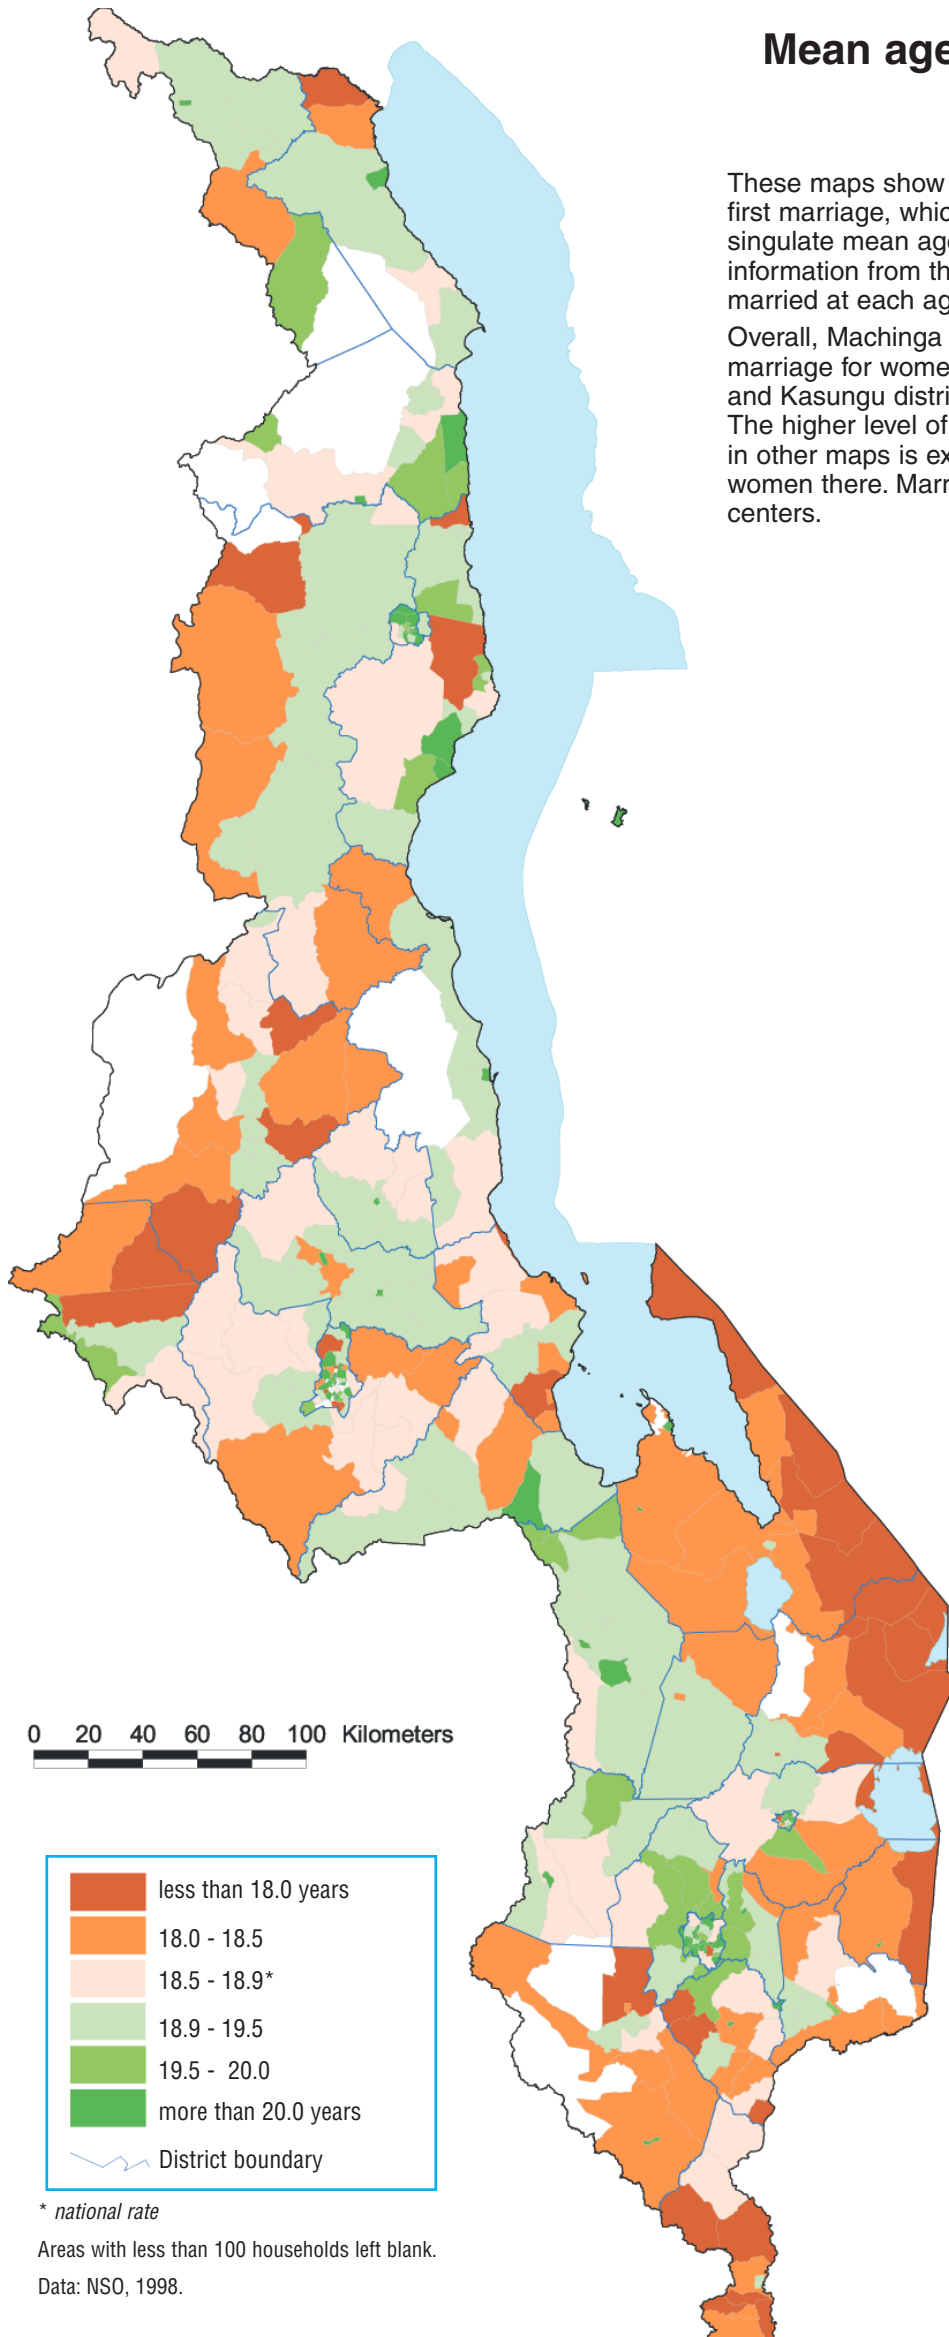 Mean age
These maps show
first marriage, whic
singulate mean ag
information from th
married at each ag
Overall, Machinga
marriage for wome
and Kasungu distri
The higher level of
in other maps is ex
women there. Marr
centers.
0 20 40 60 80 100 Kilometers
less than 18.0 years
18.0 - 18.5
18.5 - 18.9*
18.9 - 19.5
19.5 - 20.0
more than 20.0 years
District boundary
* national rate
Areas with less than 100 households left blank.
Data: NSO, 1998.